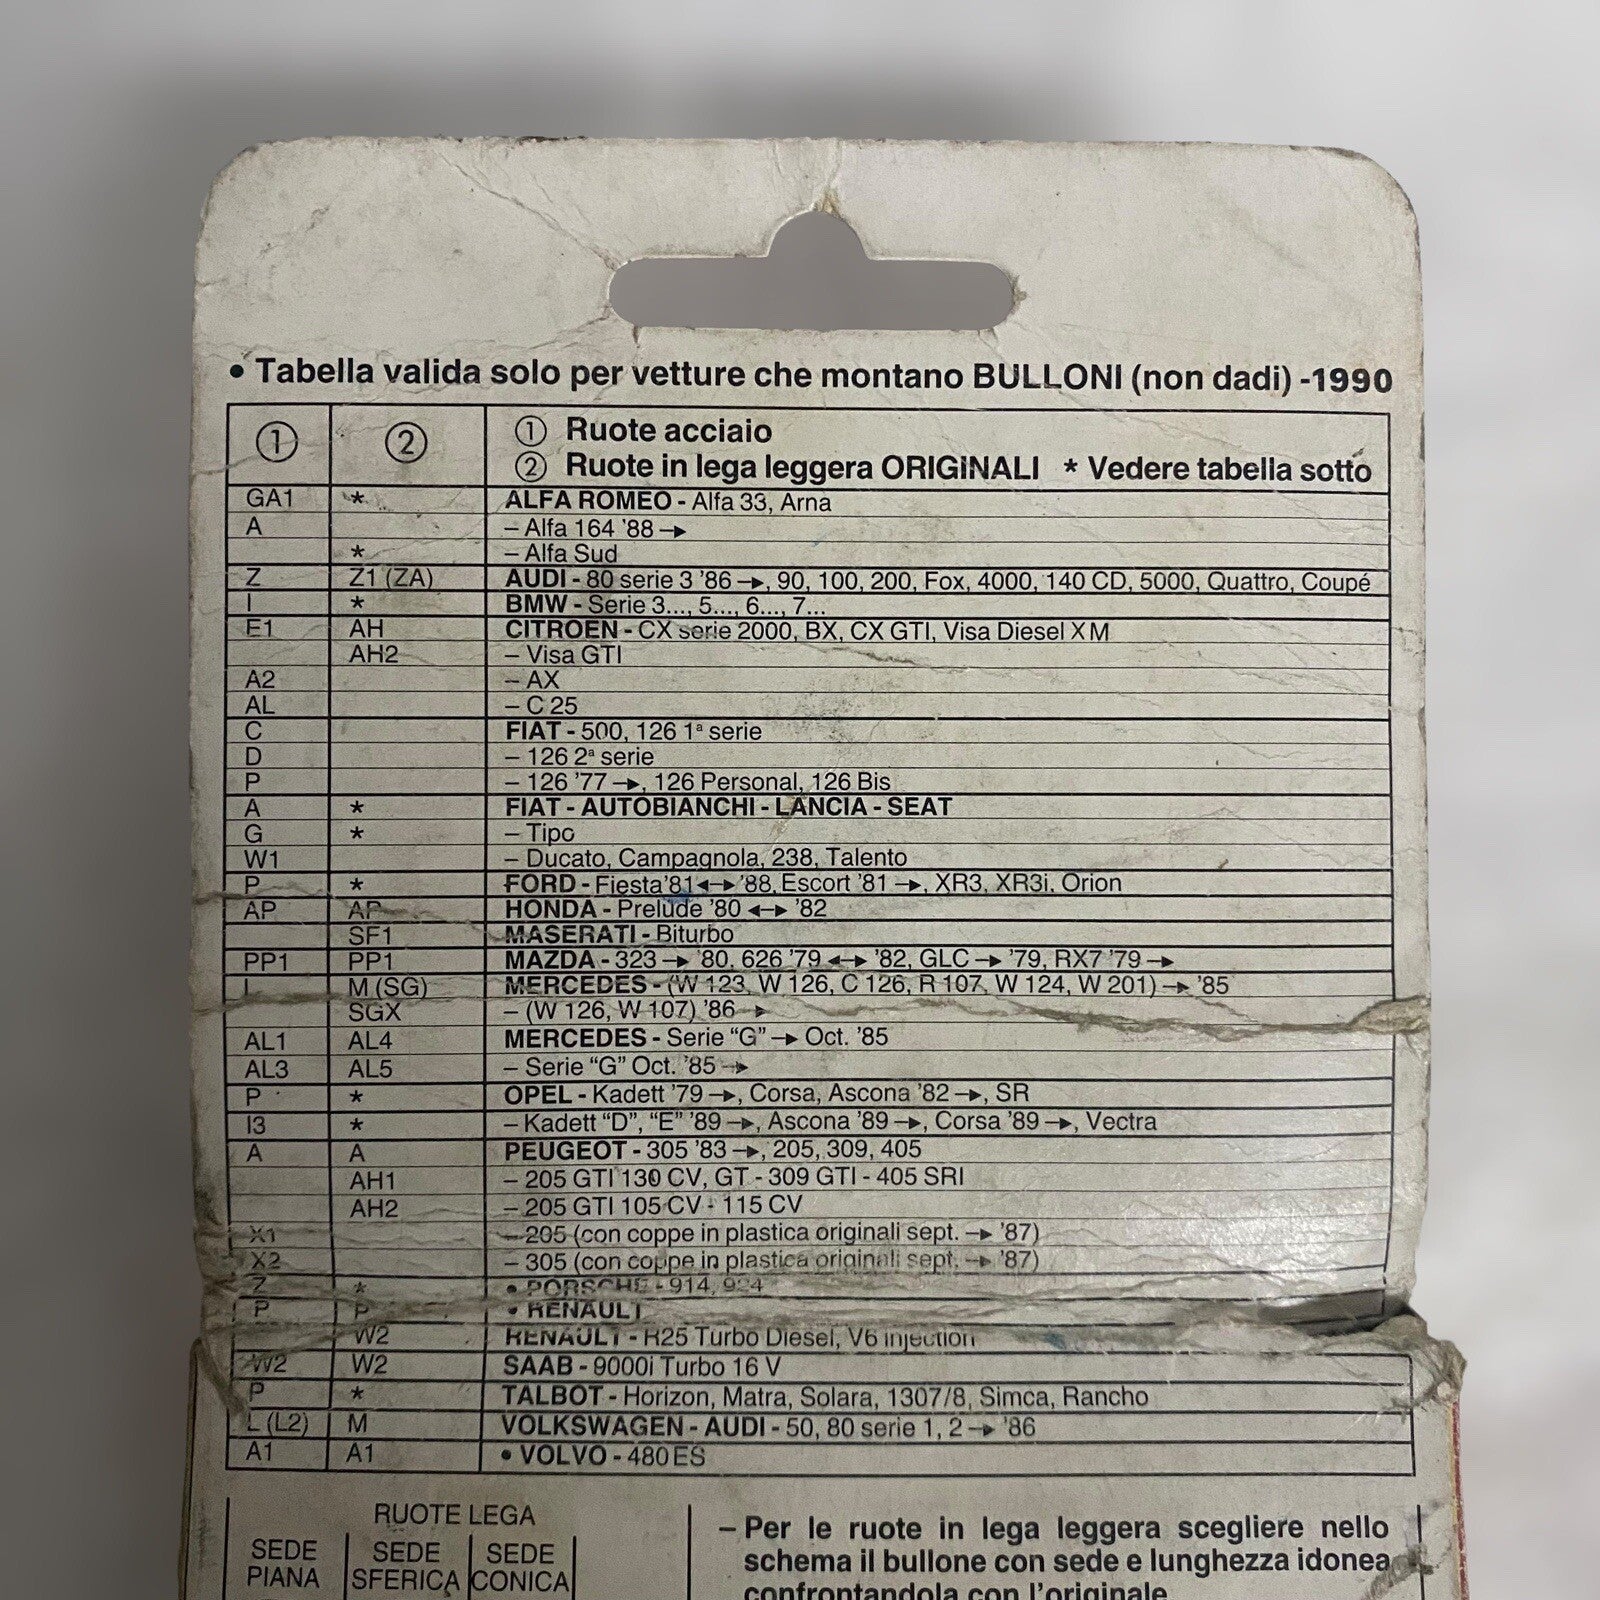 • Tabella valida solo per vetture che montano BULLONI (non dadi) -1990
① ② ① Ruote acciaio
② Ruote in lega leggera ORIGINALI * Vedere tabella sotto
GA1 * ALFA ROMEO - Alfa 33, Arna
A – Alfa 164 '88 →
* – Alfa Sud
Z Z1 (ZA) AUDI - 80 serie 3 '86 →, 90, 100, 200, Fox, 4000, 140 CD, 5000, Quattro, Coupé
I * BMW - Serie 3..., 5..., 6..., 7...
E1 AH CITROEN - CX serie 2000, BX, CX GTI, Visa Diesel XM
AH2 – Visa GTI
A2 – AX
AL – C 25
C FIAT - 500, 126 1ª serie
D – 126 2ª serie
P – 126 '77 →, 126 Personal, 126 Bis
A * FIAT - AUTOBIANCHI - LANCIA - SEAT
G * – Tipo
W1 – Ducato, Campagnola, 238, Talento
P * FORD - Fiesta '81 ↔ '88, Escort '81 →, XR3, XR3i, Orion
AP AP HONDA - Prelude '80 ↔ '82
SF1 MASERATI - Biturbo
PP1 PP1 MAZDA - 323 → '80, 626 '79 ↔ '82, GLC → '79, RX7 '79 →
M (SG) MERCEDES - (W 123, W 126, C 126, R 107, W 124, W 201) → '85
SGX – (W 126, W 107) '86 →
AL1 AL4 MERCEDES - Serie "G" → Oct. '85
AL3 AL5 – Serie "G" Oct. '85 →
P * OPEL - Kadett '79 →, Corsa, Ascona '82 →, SR
I3 * – Kadett "D", "E" '89 →, Ascona '89 →, Corsa '89 →, Vectra
A A PEUGEOT - 305 '83 →, 205, 309, 405
AH1 – 205 GTI 130 CV, GT - 309 GTI - 405 SRI
AH2 – 205 GTI 105 CV - 115 CV
X1 – 205 (con coppe in plastica originali sept. → '87)
X2 – 305 (con coppe in plastica originali sept. → '87)
Z * • PORSCHE - 914, 924
P P • RENAULT
W2 RENAULT - R25 Turbo Diesel, V6 injection
W2 W2 SAAB - 9000i Turbo 16 V
P * TALBOT - Horizon, Matra, Solara, 1307/8, Simca, Rancho
L (L2) M VOLKSWAGEN - AUDI - 50, 80 serie 1, 2 → '86
A1 A1 • VOLVO - 480 ES
RUOTE LEGA
SEDE PIANA
SEDE SFERICA
SEDE CONICA
– Per le ruote in lega leggera scegliere nello
schema il bullone con sede e lunghezza idonea
confrontandola con l'originale